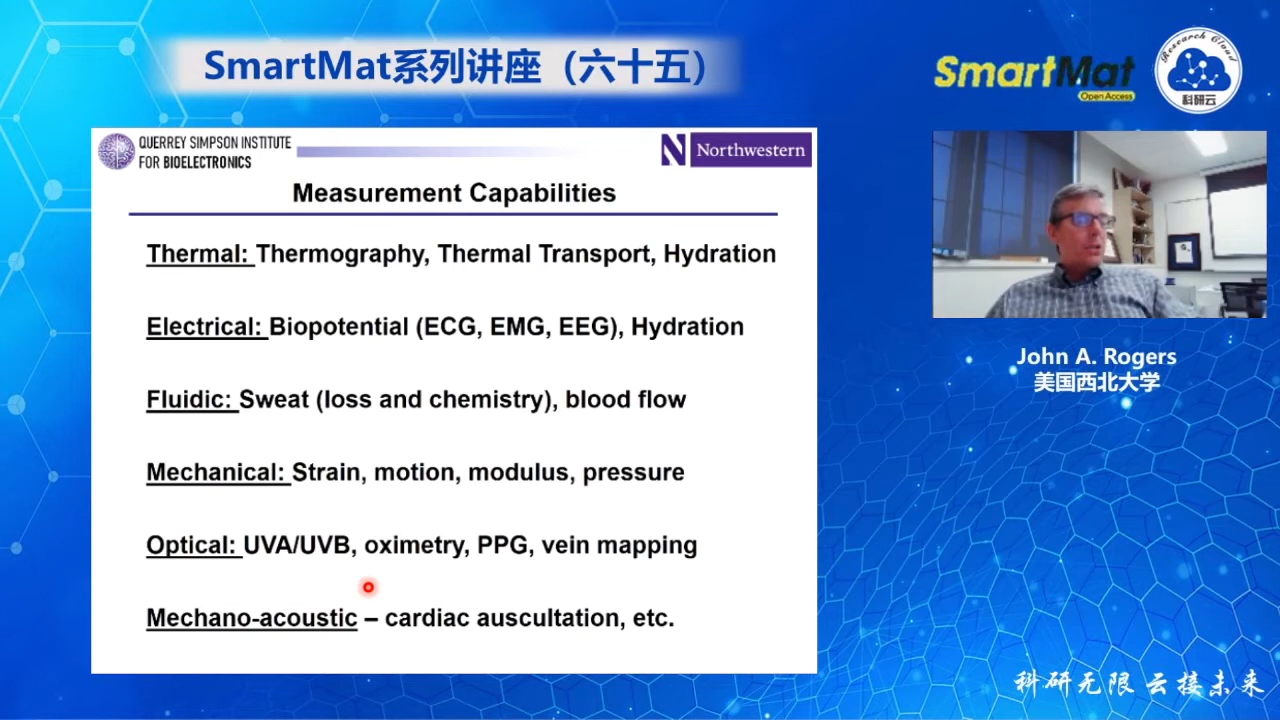 SmartMat系列讲座（六十五）
SmartMat
Open Access
Research Cloud
科研云
QUERREY SIMPSON INSTITUTE
FOR BIOELECTRONICS
N Northwestern
Measurement Capabilities
Thermal: Thermography, Thermal Transport, Hydration
Electrical: Biopotential (ECG, EMG, EEG), Hydration
Fluidic: Sweat (loss and chemistry), blood flow
Mechanical: Strain, motion, modulus, pressure
Optical: UVA/UVB, oximetry, PPG, vein mapping
Mechano-acoustic – cardiac auscultation, etc.
John A. Rogers
美国西北大学
科研无限 云接未来